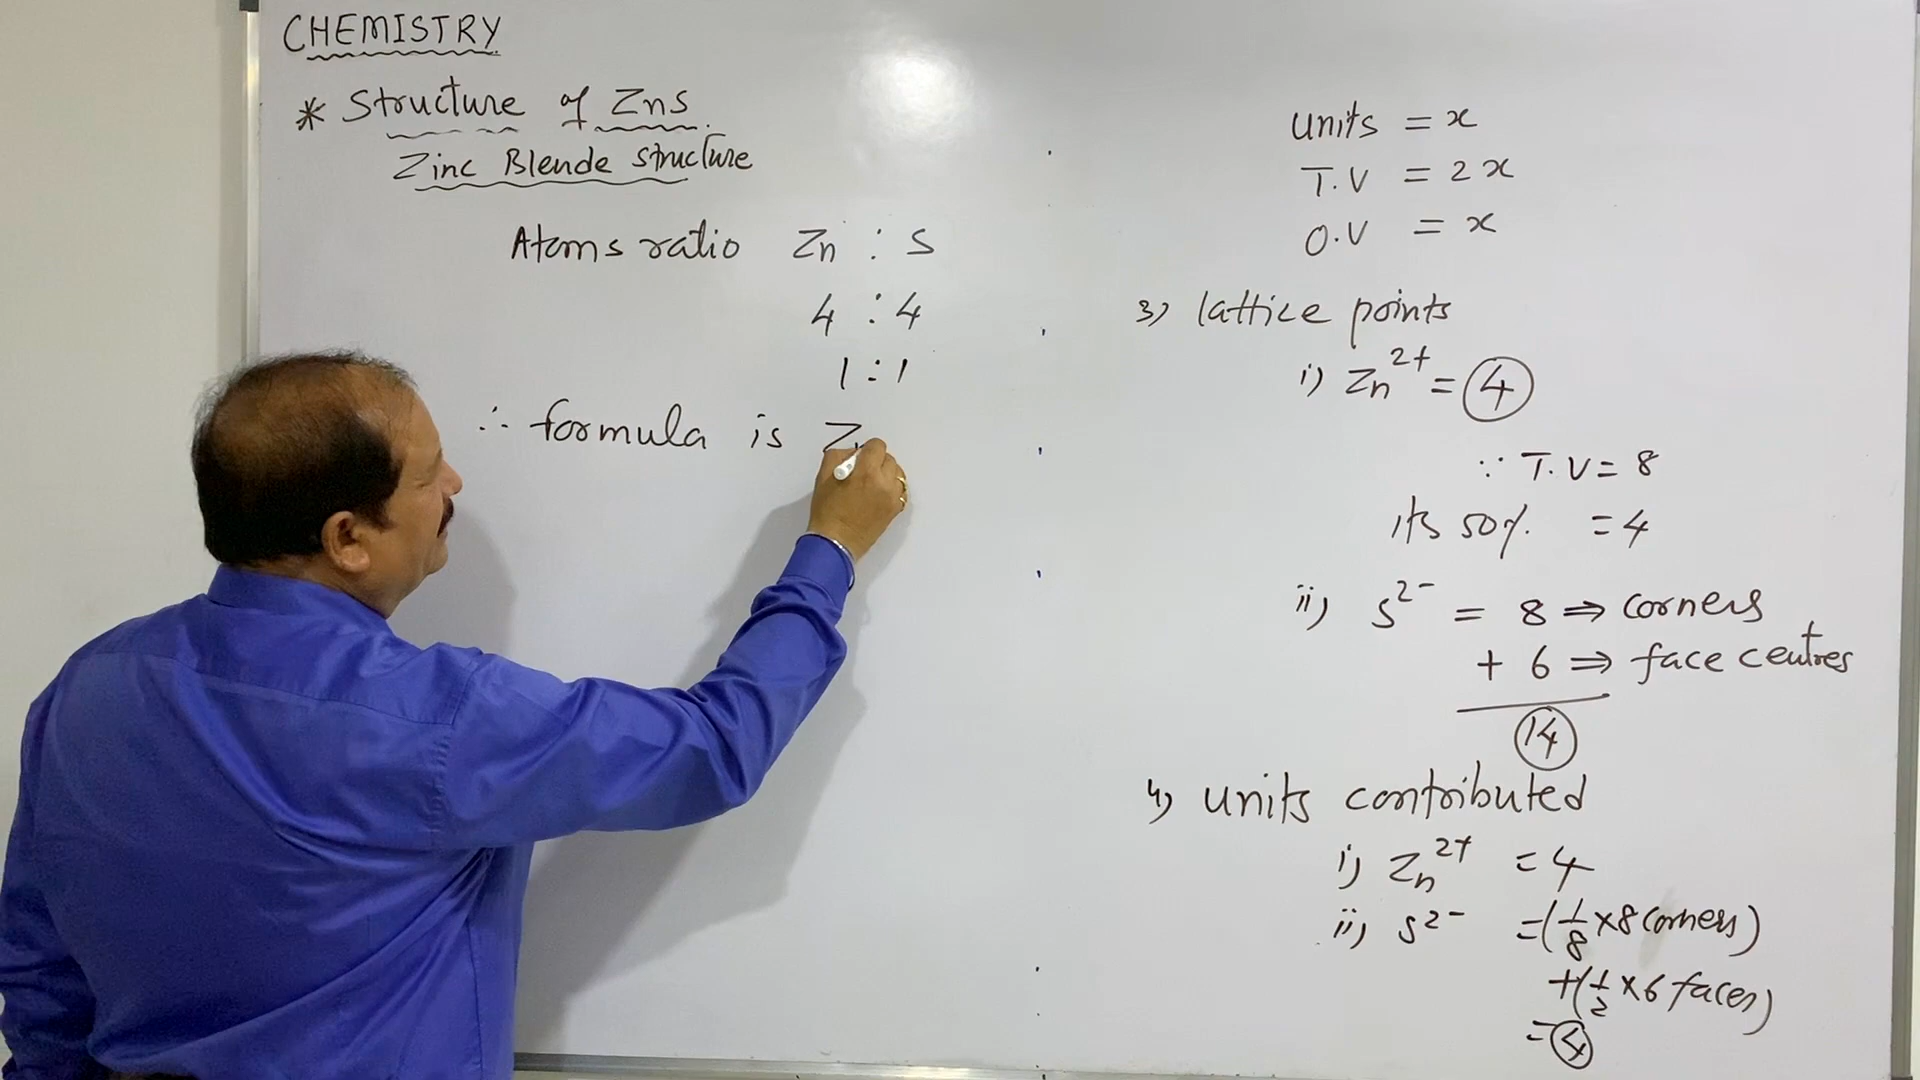 CHEMISTRY
* Structure of ZnS.
Zinc Blende structure
Atoms ratio Zn : S
4 : 4
1 : 1
∴ formula is Zn
units = x
T.V = 2x
O.V = x
3) lattice points
i) Zn²⁺ = 4
∵ T.V = 8
its 50% = 4
ii) S²⁻ = 8 ⇒ corners
+ 6 ⇒ face centres
14
4) units contributed
i) Zn²⁺ = 4
ii) S²⁻ = (1/8 × 8 corners)
+ (1/2 × 6 faces)
= 4